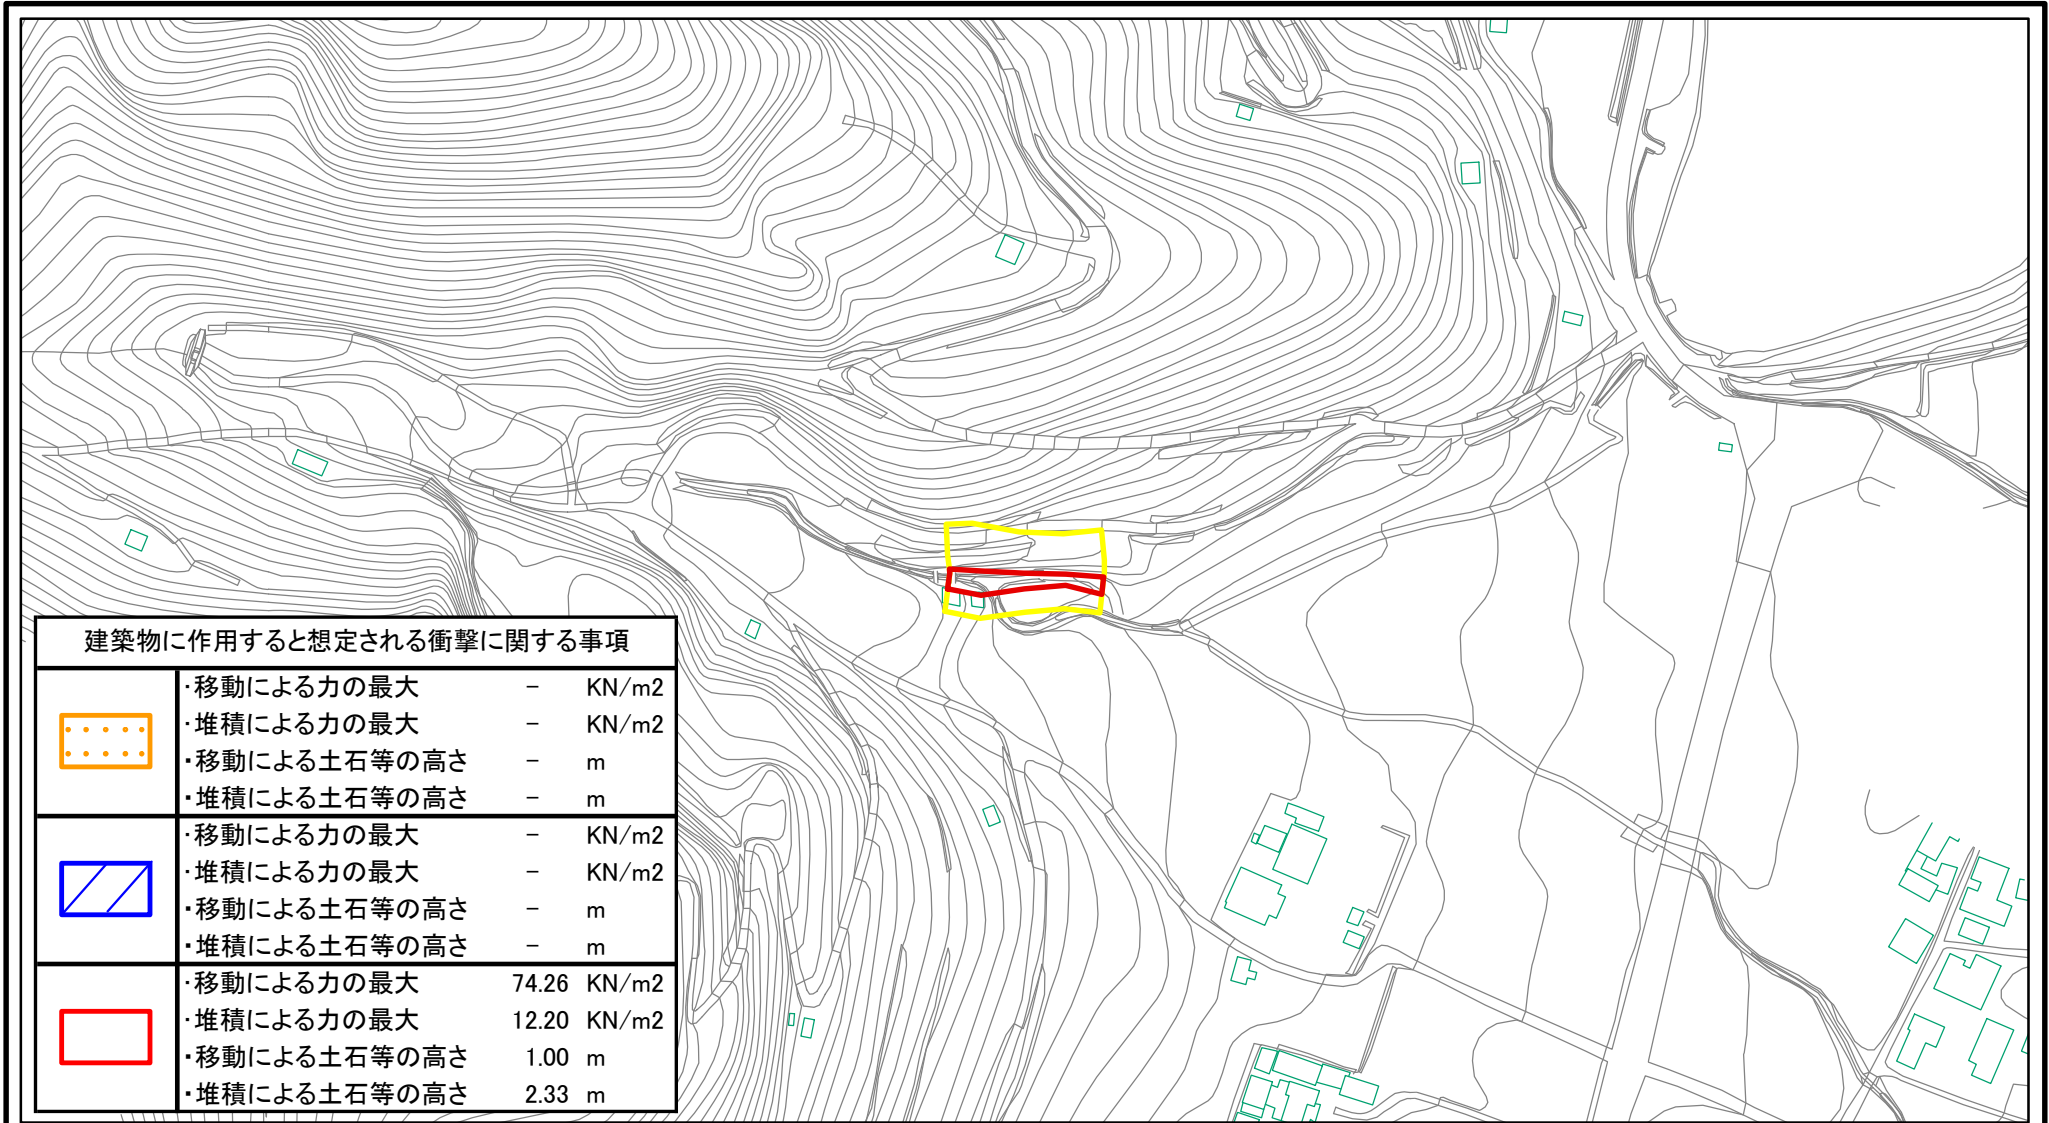 建築物に作用すると想定される衝撃に関する事項
・移動による力の最大 － KN/m2
・堆積による力の最大 － KN/m2
・移動による土石等の高さ － m
・堆積による土石等の高さ － m
・移動による力の最大 － KN/m2
・堆積による力の最大 － KN/m2
・移動による土石等の高さ － m
・堆積による土石等の高さ － m
・移動による力の最大 74.26 KN/m2
・堆積による力の最大 12.20 KN/m2
・移動による土石等の高さ 1.00 m
・堆積による土石等の高さ 2.33 m